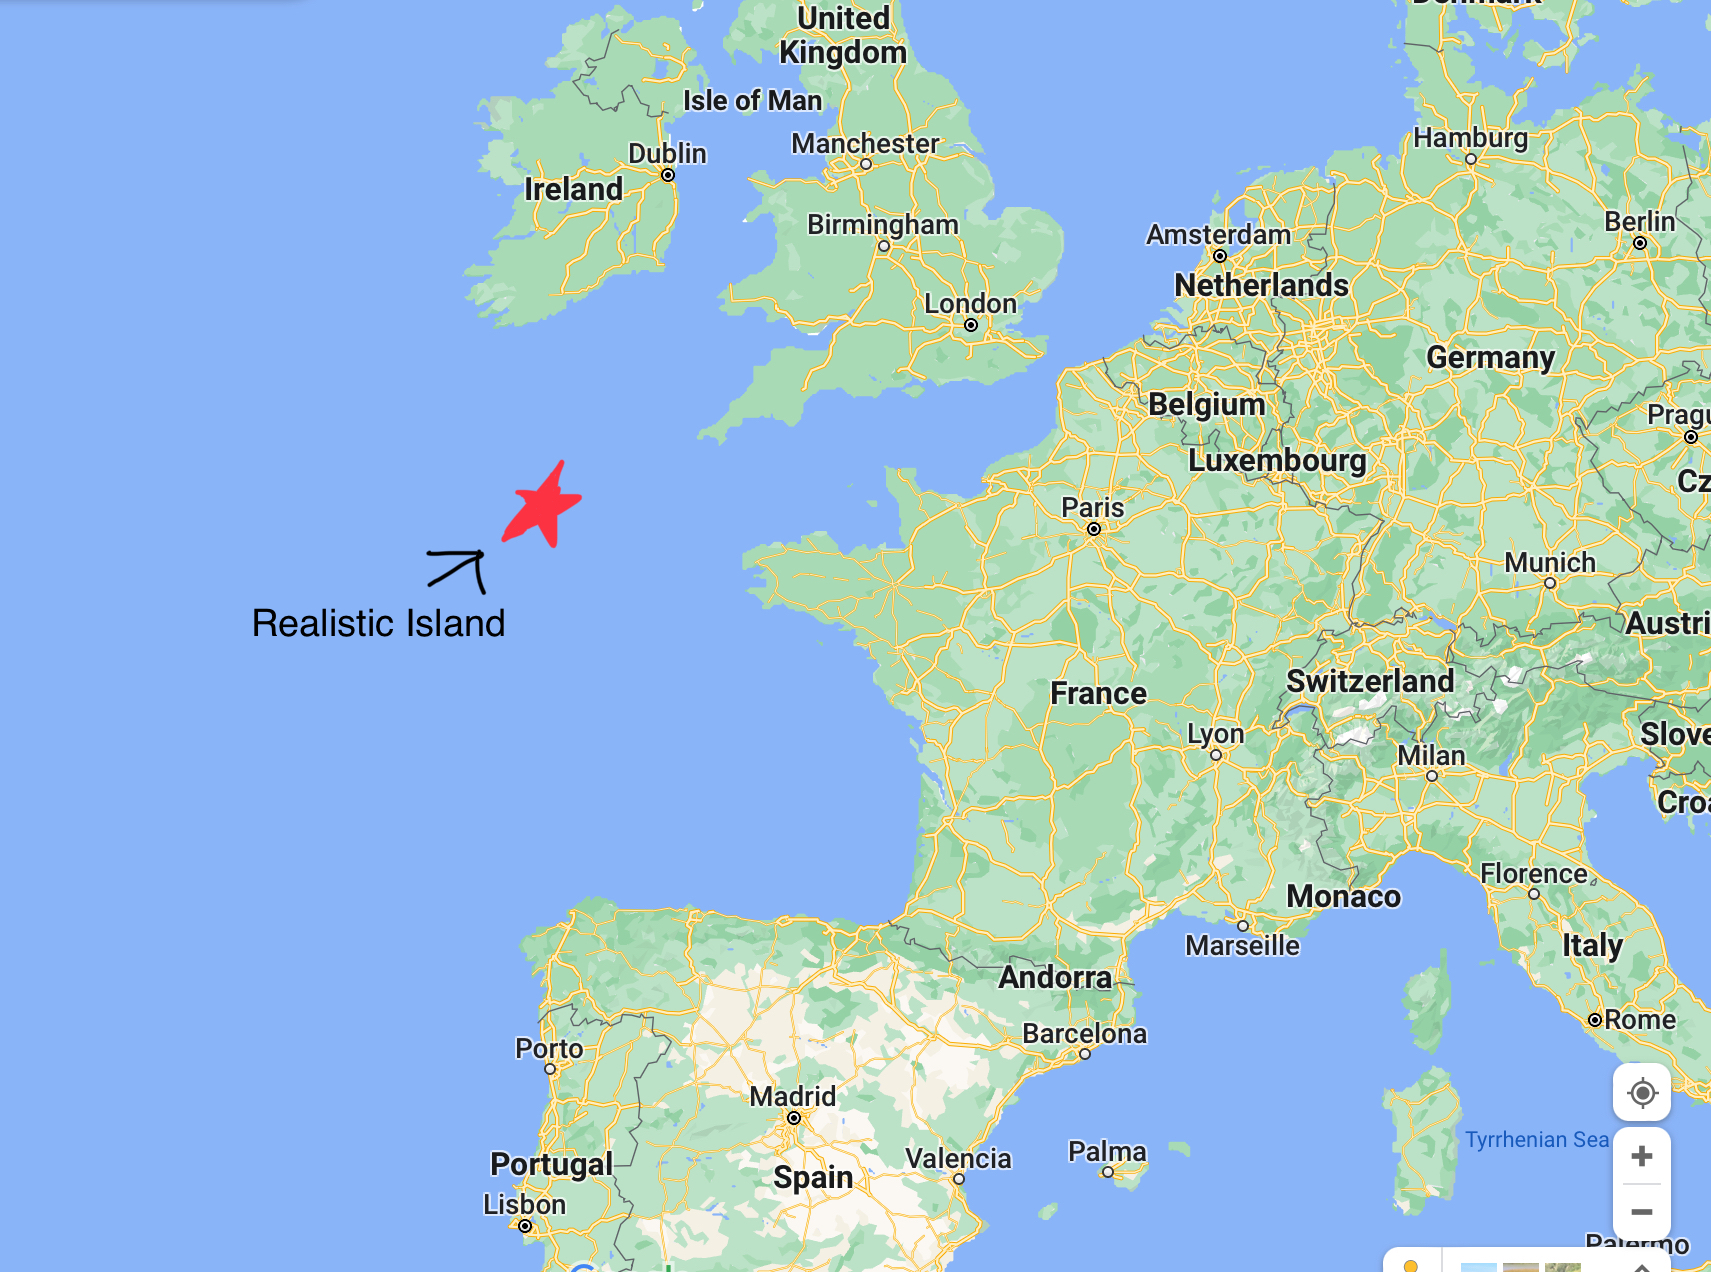 Denmark
United
Kingdom
Isle of Man
Hamburg
Manchester
Dublin
Ireland
Berlin
Birmingham
Amsterdam
Netherlands
London
Germany
Belgium
Pragu
Luxembourg
Cz
Paris
Munich
Realistic Island
Austri
Switzerland
France
Lyon
Slove
Milan
Croa
Florence
Monaco
Marseille
Italy
Andorra
Rome
Barcelona
Porto
Madrid
Tyrrhenian Sea
Palma
Valencia
Portugal
Spain
Lisbon
Palermo